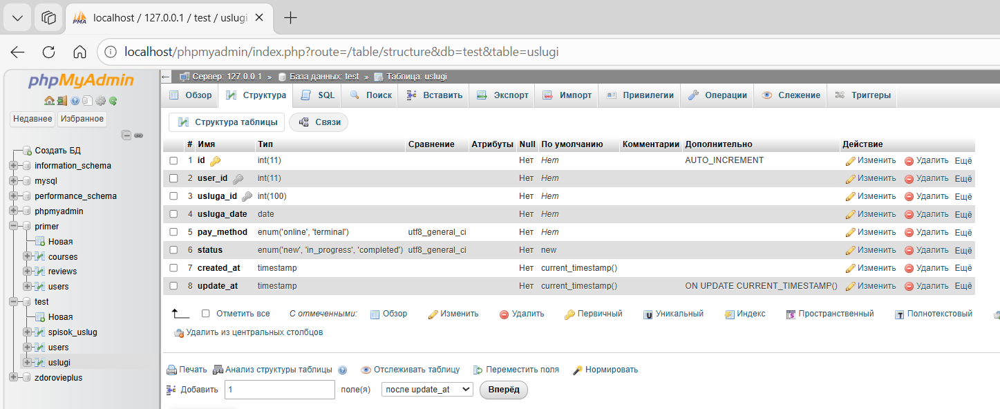 localhost / 127.0.0.1 / test / uslugi
localhost/phpmyadmin/index.php?route=/table/structure&db=test&table=uslugi
phpMyAdmin
Недавнее Избранное
Создать БД
information_schema
mysql
performance_schema
phpmyadmin
primer
Новая
courses
reviews
users
test
Новая
spisok_uslug
users
uslugi
zdorovieplus
Сервер: 127.0.0.1 » База данных: test » Таблица: uslugi
Обзор Структура SQL Поиск Вставить Экспорт Импорт Привилегии Операции Слежение Триггеры
Структура таблицы Связи
# Имя Тип Сравнение Атрибуты Null По умолчанию Комментарии Дополнительно Действие
1 id int(11) Нет Нет AUTO_INCREMENT Изменить Удалить Ещё
2 user_id int(11) Нет Нет Изменить Удалить Ещё
3 usluga_id int(100) Нет Нет Изменить Удалить Ещё
4 usluga_date date Нет Нет Изменить Удалить Ещё
5 pay_method enum('online', 'terminal') utf8_general_ci Нет Нет Изменить Удалить Ещё
6 status enum('new', 'in_progress', 'completed') utf8_general_ci Нет new Изменить Удалить Ещё
7 created_at timestamp Нет current_timestamp() Изменить Удалить Ещё
8 update_at timestamp Нет current_timestamp() ON UPDATE CURRENT_TIMESTAMP() Изменить Удалить Ещё
Отметить все С отмеченными: Обзор Изменить Удалить Первичный Уникальный Индекс Пространственный Полнотекстовый
Удалить из центральных столбцов
Печать Анализ структуры таблицы Отслеживать таблицу Переместить поля Нормировать
Добавить 1 поле(я) после update_at Вперёд